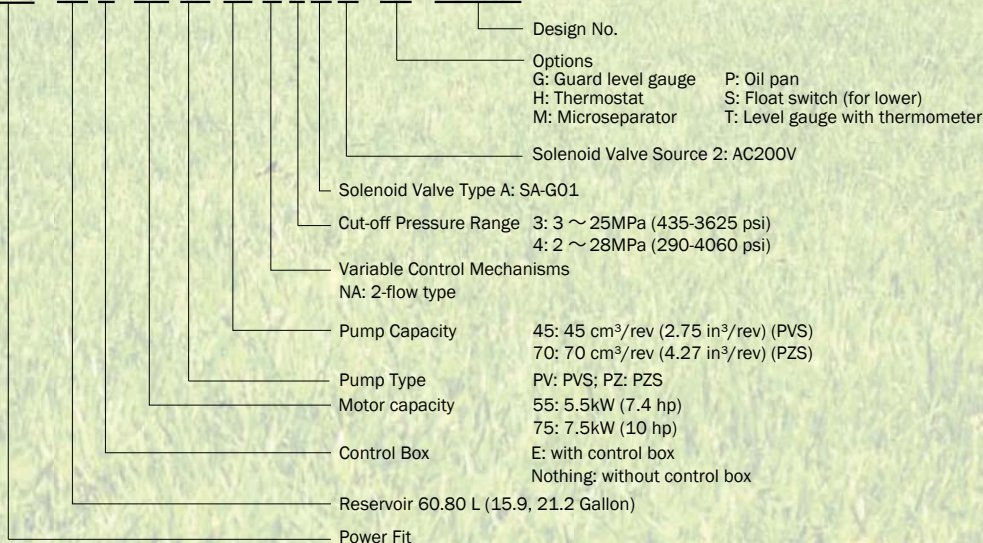 Design No.
Options
G: Guard level gauge P: Oil pan
H: Thermostat S: Float switch (for lower)
M: Microseparator T: Level gauge with thermometer
Solenoid Valve Source 2: AC200V
Solenoid Valve Type A: SA-G01
Cut-off Pressure Range 3: 3 ～ 25MPa (435-3625 psi)
4: 2 ～ 28MPa (290-4060 psi)
Variable Control Mechanisms
NA: 2-flow type
Pump Capacity 45: 45 cm³/rev (2.75 in³/rev) (PVS)
70: 70 cm³/rev (4.27 in³/rev) (PZS)
Pump Type PV: PVS; PZ: PZS
Motor capacity 55: 5.5kW (7.4 hp)
75: 7.5kW (10 hp)
Control Box E: with control box
Nothing: without control box
Reservoir 60.80 L (15.9, 21.2 Gallon)
Power Fit